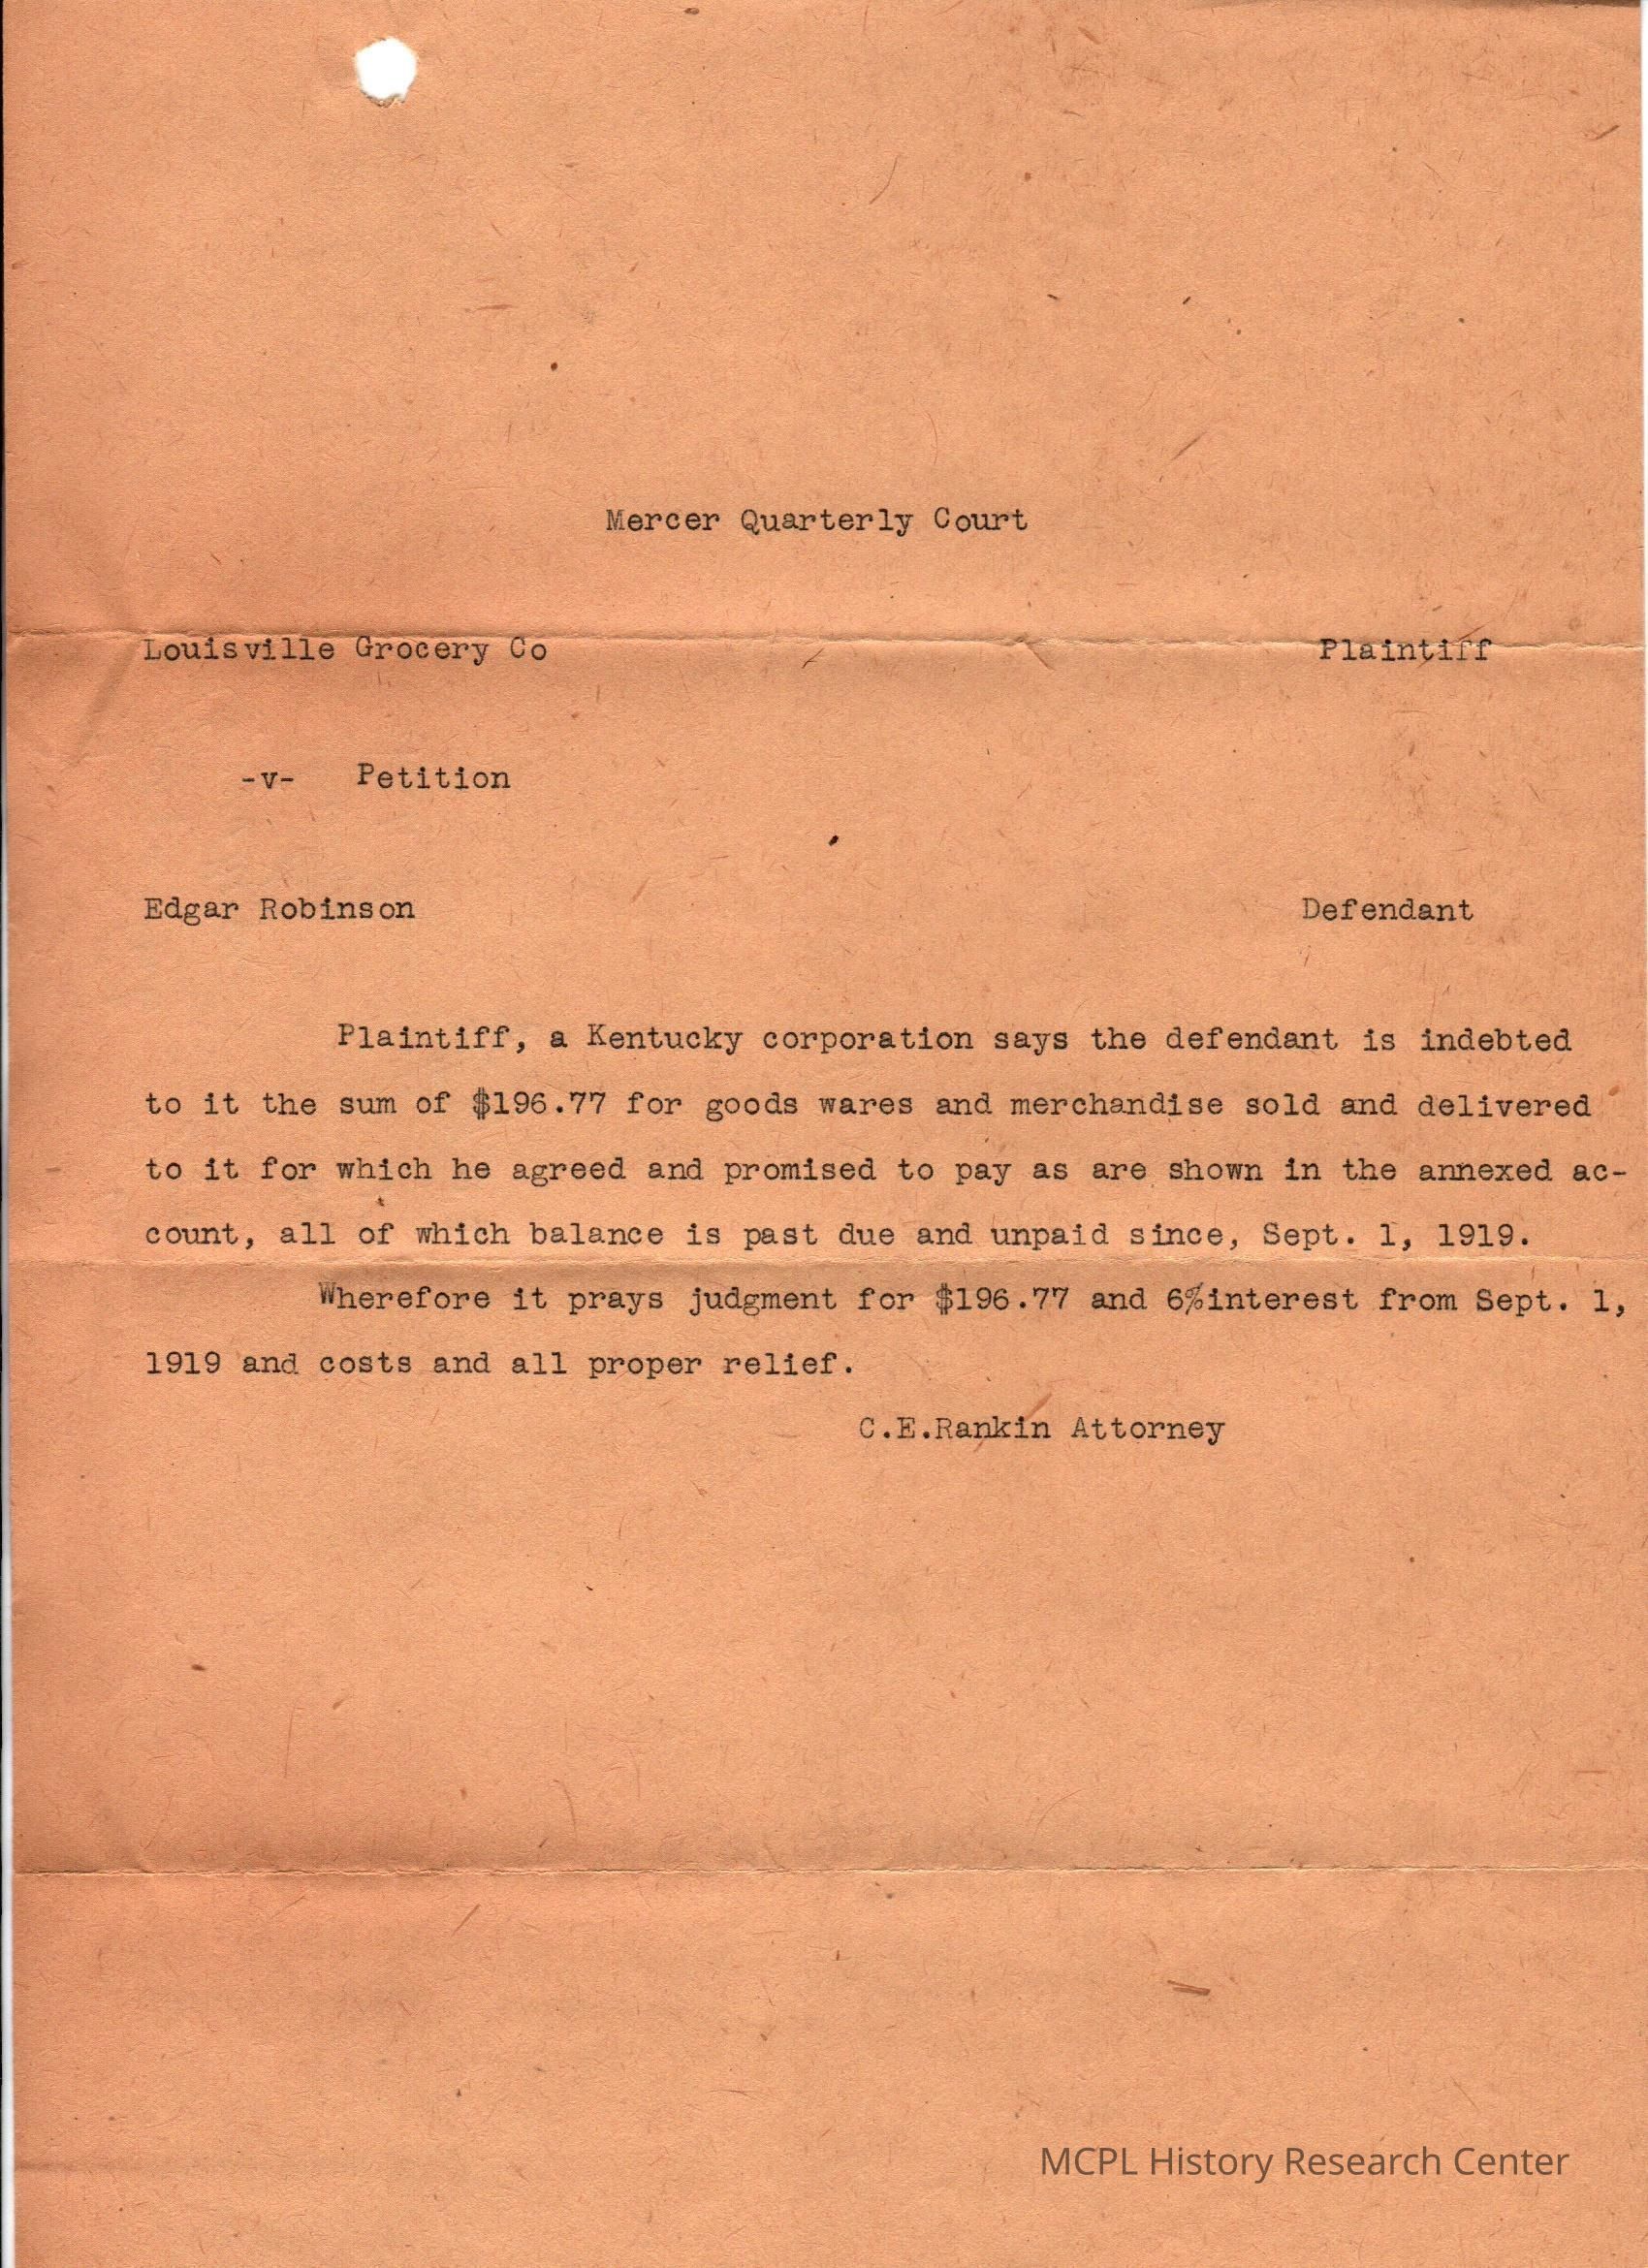 Mercer Quarterly Court
Louisville Grocery Co Plaintiff
-v- Petition
Edgar Robinson Defendant
Plaintiff, a Kentucky corporation says the defendant is indebted
to it the sum of $196.77 for goods wares and merchandise sold and delivered
to it for which he agreed and promised to pay as are shown in the annexed ac-
count, all of which balance is past due and unpaid since, Sept. 1, 1919.
Wherefore it prays judgment for $196.77 and 6%interest from Sept. 1,
1919 and costs and all proper relief.
C.E.Rankin Attorney
MCPL History Research Center